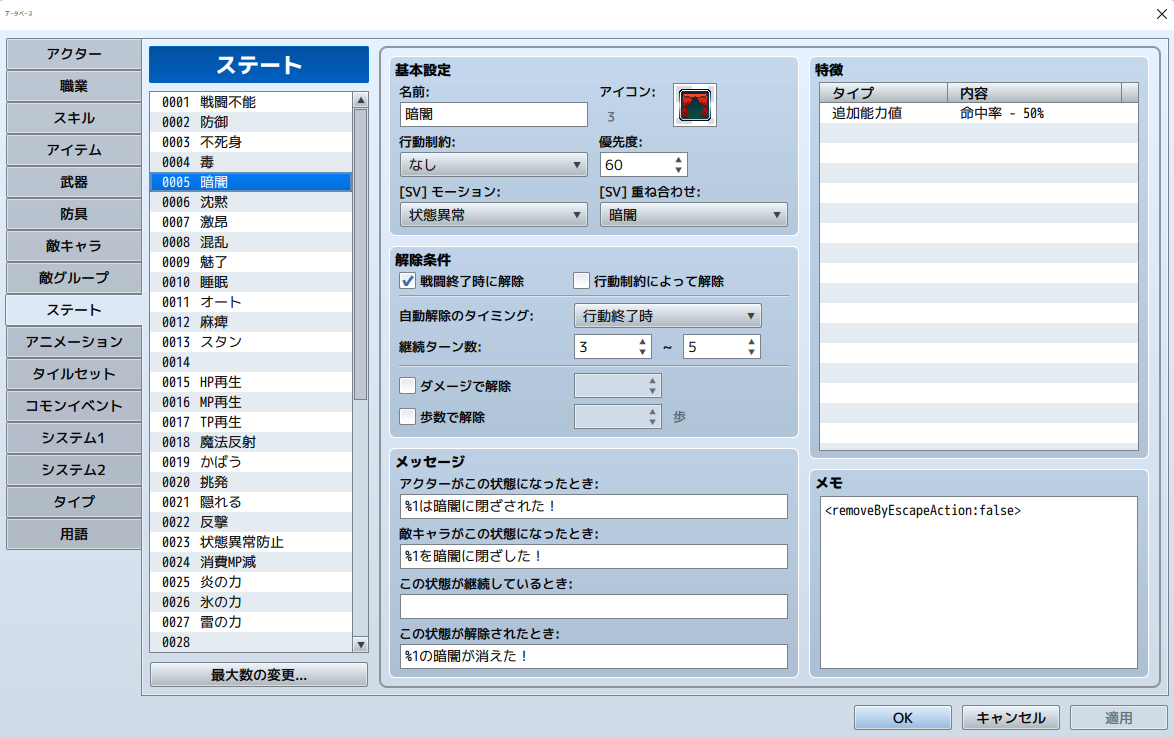 データベース
アクター
職業
スキル
アイテム
武器
防具
敵キャラ
敵グループ
ステート
アニメーション
タイルセット
コモンイベント
システム1
システム2
タイプ
用語
ステート
0001 戦闘不能
0002 防御
0003 不死身
0004 毒
0005 暗闇
0006 沈黙
0007 激昂
0008 混乱
0009 魅了
0010 睡眠
0011 オート
0012 麻痺
0013 スタン
0014
0015 HP再生
0016 MP再生
0017 TP再生
0018 魔法反射
0019 かばう
0020 挑発
0021 隠れる
0022 反撃
0023 状態異常防止
0024 消費MP減
0025 炎の力
0026 氷の力
0027 雷の力
0028
最大数の変更...
基本設定
名前: アイコン:
暗闇 3
行動制約: 優先度:
なし 60
[SV] モーション: [SV] 重ね合わせ:
状態異常 暗闇
解除条件
戦闘終了時に解除 行動制約によって解除
自動解除のタイミング: 行動終了時
継続ターン数: 3 ~ 5
ダメージで解除
歩数で解除 歩
メッセージ
アクターがこの状態になったとき:
%1は暗闇に閉ざされた！
敵キャラがこの状態になったとき:
%1を暗闇に閉ざした！
この状態が継続しているとき:
この状態が解除されたとき:
%1の暗闇が消えた！
特徴
タイプ 内容
追加能力値 命中率 - 50%
メモ
<removeByEscapeAction:false>
OK キャンセル 適用